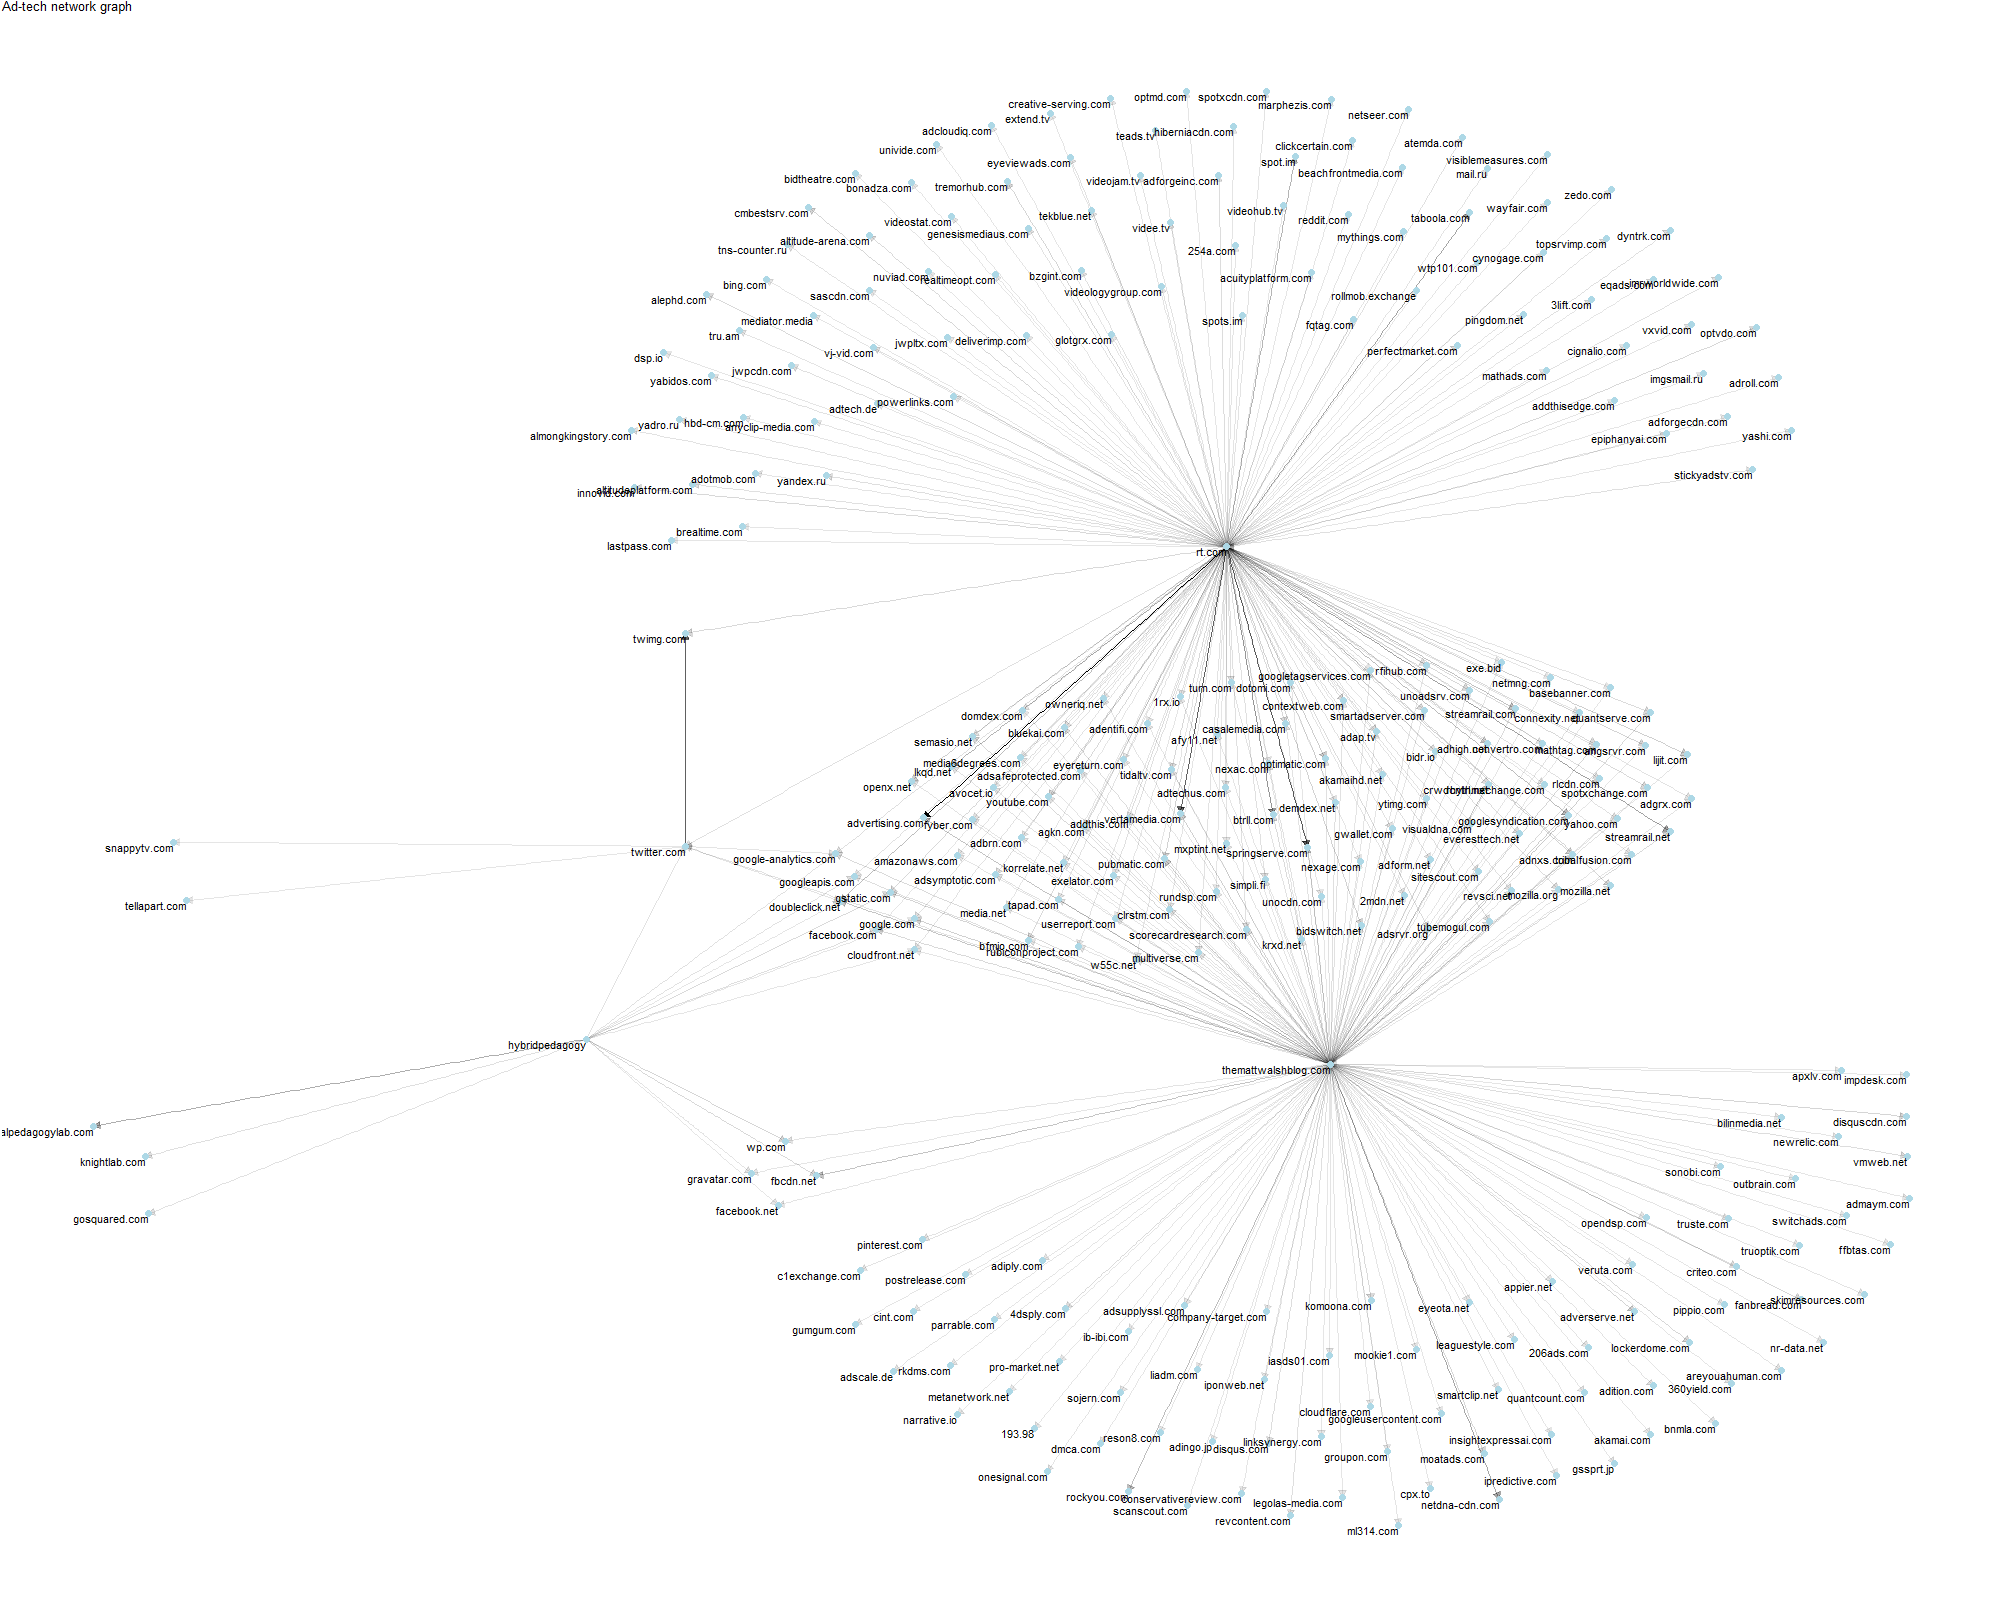 Ad-tech network graph
optmd.com
spotxcdn.com
creative-serving.com
marphezis.com
netseer.com
extend.tv
adcloudiq.com
teads.tv
hiberniacdn.com
clickcertain.com
atemda.com
univide.com
eyeviewads.com
spot.im
visiblemeasures.com
beachfrontmedia.com
mail.ru
bidtheatre.com
bonadza.com
tremorhub.com
videojam.tv
adforgeinc.com
zedo.com
cmbestsrv.com
videostat.com
tekblue.net
videohub.tv
reddit.com
taboola.com
wayfair.com
genesismediaus.com
videe.tv
mythings.com
dyntrk.com
altitude-arena.com
tns-counter.ru
254a.com
topsrvimp.com
cynogage.com
wtp101.com
nuviad.com
realtimeopt.com
bzgint.com
acuityplatform.com
bing.com
eqads.com
imrworldwide.com
alephd.com
sascdn.com
videologygroup.com
rollmob.exchange
3lift.com
mediator.media
spots.im
fqtag.com
pingdom.net
tru.am
vxvid.com
optvdo.com
jwpltx.com
deliverimp.com
glotgrx.com
dsp.io
vj-vid.com
perfectmarket.com
cignalio.com
yabidos.com
jwpcdn.com
mathads.com
imgsmail.ru
adroll.com
adtech.de
powerlinks.com
addthisedge.com
yadro.ru
hbd-cm.com
anyclip-media.com
adforgecdn.com
almongkingstory.com
epiphanyai.com
yashi.com
adotmob.com
yandex.ru
stickyadstv.com
innovid.com
altitudeplatform.com
brealtime.com
lastpass.com
rt.com
twimg.com
googletagservices.com
rfihub.com
exe.bid
netmng.com
turn.com
dotomi.com
unoadsrv.com
basebanner.com
owneriq.net
1rx.io
contextweb.com
domdex.com
smartadserver.com
streamrail.com
connexity.net
quantserve.com
bluekai.com
adentifi.com
casalemedia.com
semasio.net
afy11.net
adap.tv
adhigh.net
convertro.com
mathtag.com
angsrvr.com
media6degrees.com
eyereturn.com
bidr.io
lijit.com
lkqd.net
adsafeprotected.com
tidaltv.com
nexac.com
optimatic.com
akamaihd.net
openx.net
avocet.io
youtube.com
adtechus.com
rlcdn.com
spotxchange.com
demdex.net
ytimg.com
adgrx.com
advertising.com
fyber.com
addthis.com
vertamedia.com
btrll.com
gwallet.com
visualdna.com
googlesyndication.com
yahoo.com
agkn.com
adbrn.com
everesttech.net
streamrail.net
snappytv.com
twitter.com
google-analytics.com
amazonaws.com
korrelate.net
pubmatic.com
mxptint.net
springserve.com
nexage.com
adform.net
adnxs.com
tribalfusion.com
googleapis.com
adsymptotic.com
exelator.com
simpli.fi
sitescout.com
tellapart.com
doubleclick.net
gstatic.com
media.net
tapad.com
rundsp.com
unocdn.com
2mdn.net
revsci.net
mozilla.org
mozilla.net
google.com
userreport.com
clrstm.com
facebook.com
scorecardresearch.com
bidswitch.net
adsrvr.org
tubemogul.com
bfmio.com
rubiconproject.com
krxd.net
cloudfront.net
w55c.net
multiverse.cm
hybridpedagogy
themattwalshblog.com
apxlv.com
impdesk.com
bilinmedia.net
disquscdn.com
alpedagogylab.com
newrelic.com
wp.com
knightlab.com
vmweb.net
gravatar.com
fbcdn.net
sonobi.com
outbrain.com
admaym.com
gosquared.com
facebook.net
opendsp.com
truste.com
switchads.com
pinterest.com
truoptik.com
ffbtas.com
c1exchange.com
postrelease.com
adiply.com
veruta.com
criteo.com
appier.net
skimresources.com
fanbread.com
cint.com
4dsply.com
adsupplyssl.com
company-target.com
komoona.com
eyeota.net
adverserve.net
pippio.com
gumgum.com
parrable.com
ib-ibi.com
leaguestyle.com
206ads.com
lockerdome.com
nr-data.net
adscale.de
rkdms.com
pro-market.net
liadm.com
iasds01.com
mookie1.com
areyouahuman.com
metanetwork.net
sojern.com
iponweb.net
smartclip.net
quantcount.com
adition.com
360yield.com
narrative.io
cloudflare.com
googleusercontent.com
bnmla.com
193.98
dmca.com
reson8.com
adingo.jp
disqus.com
linksynergy.com
groupon.com
moatads.com
insightexpressai.com
akamai.com
onesignal.com
gssprt.jp
ipredictive.com
rockyou.com
conservativereview.com
legolas-media.com
cpx.to
netdna-cdn.com
scanscout.com
revcontent.com
ml314.com